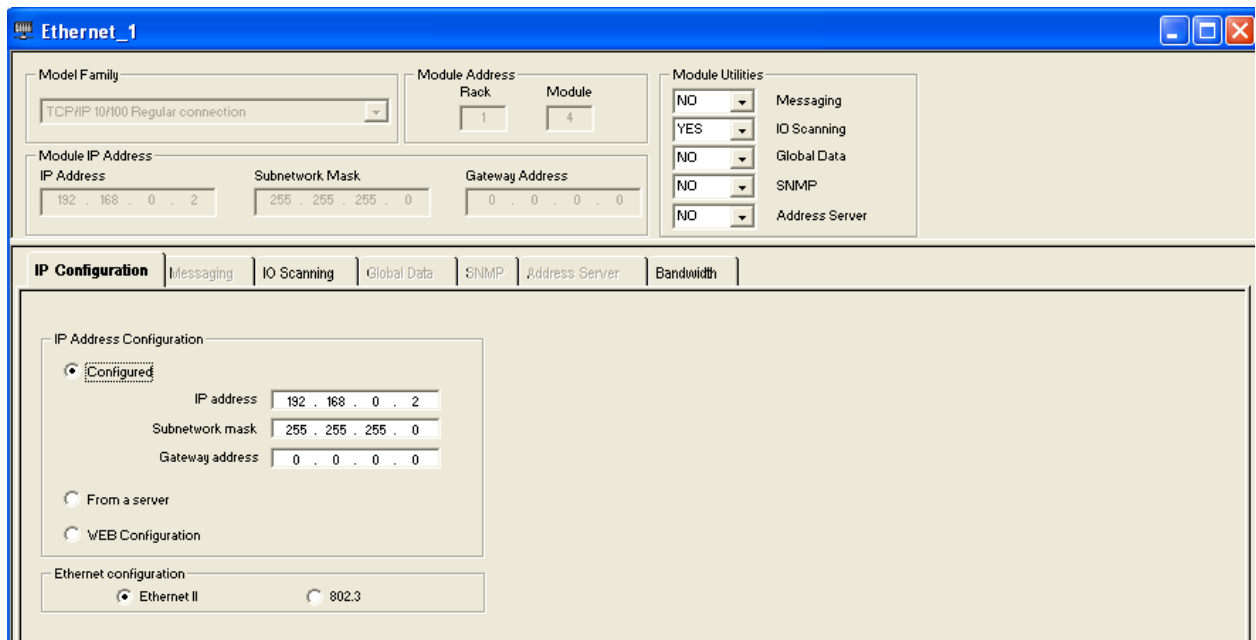 Ethernet_1
Model Family
TCP/IP 10/100 Regular connection
Module Address
Rack Module
1 4
Module IP Address
IP Address Subnetwork Mask Gateway Address
192 . 168 . 0 . 2 255 . 255 . 255 . 0 0 . 0 . 0 . 0
Module Utilities
NO Messaging
YES IO Scanning
NO Global Data
NO SNMP
NO Address Server
IP Configuration Messaging IO Scanning Global Data SNMP Address Server Bandwidth
IP Address Configuration
Configured
IP address 192 . 168 . 0 . 2
Subnetwork mask 255 . 255 . 255 . 0
Gateway address 0 . 0 . 0 . 0
From a server
WEB Configuration
Ethernet configuration
Ethernet II 802.3